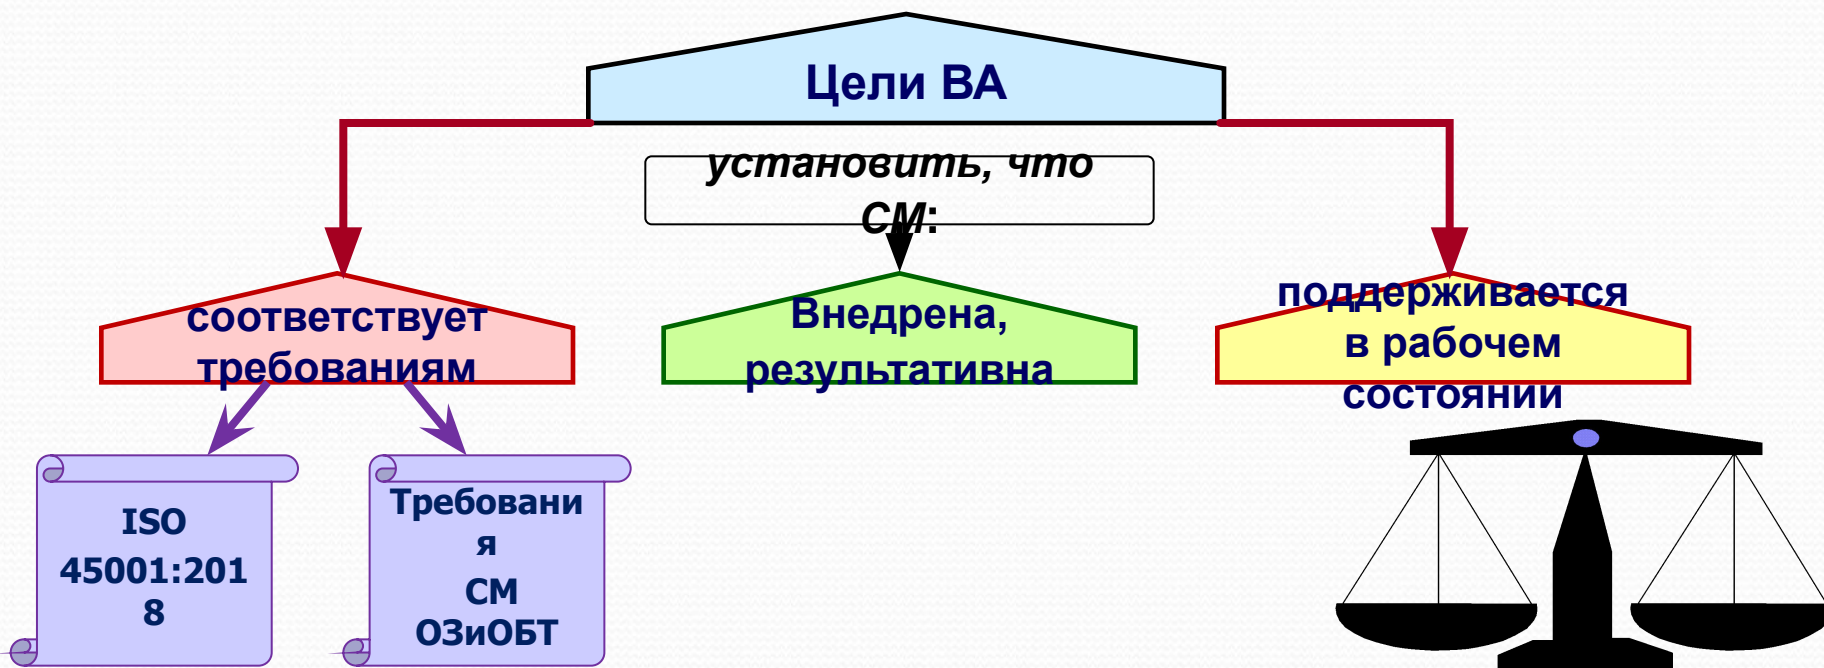 Цели ВА
установить, что
СМ:
соответствует
требованиям
Внедрена,
результативна
поддерживается
в рабочем
состоянии
ISO
45001:201
8
Требовани
я
СМ
ОЗиОБТ